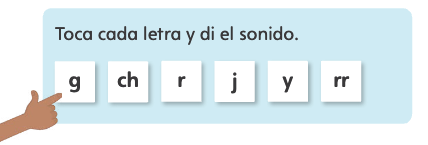 Toca cada letra y di el sonido.
g ch r j y rr